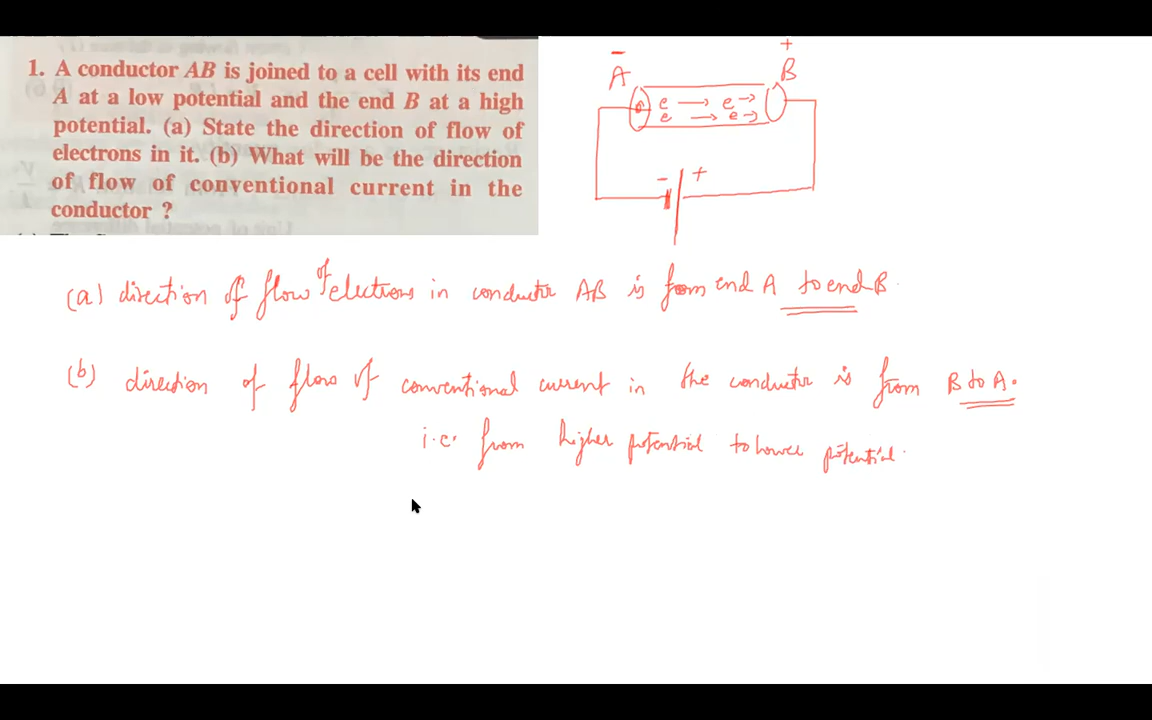 1. A conductor AB is joined to a cell with its end
A at a low potential and the end B at a high
potential. (a) State the direction of flow of
electrons in it. (b) What will be the direction
of flow of conventional current in the
conductor ?
- +
A B
e → e →
e → e →
- +
(a) direction of flow of electrons in conductor AB is from end A to end B.
(b) direction of flow of conventional current in the conductor is from B to A.
i.e. from higher potential to lower potential.